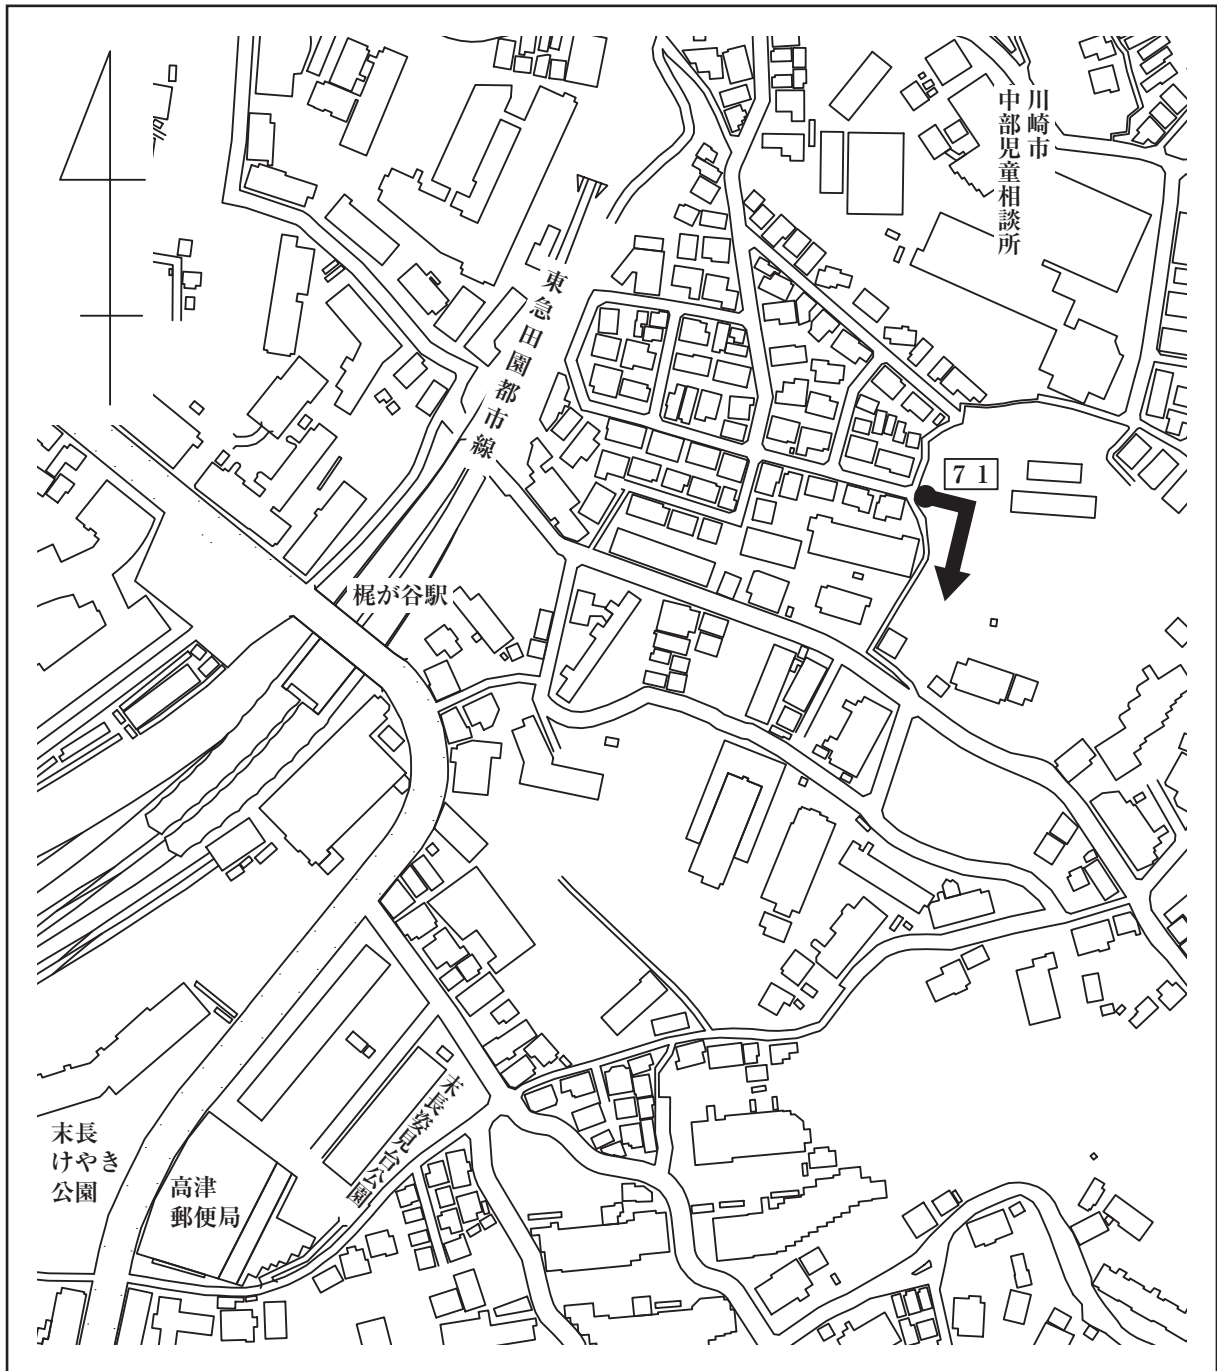 川崎市
中部児童相談所
東急田園都市線
71
梶が谷駅
末長姿見台公園
末長
けやき
公園
高津
郵便局